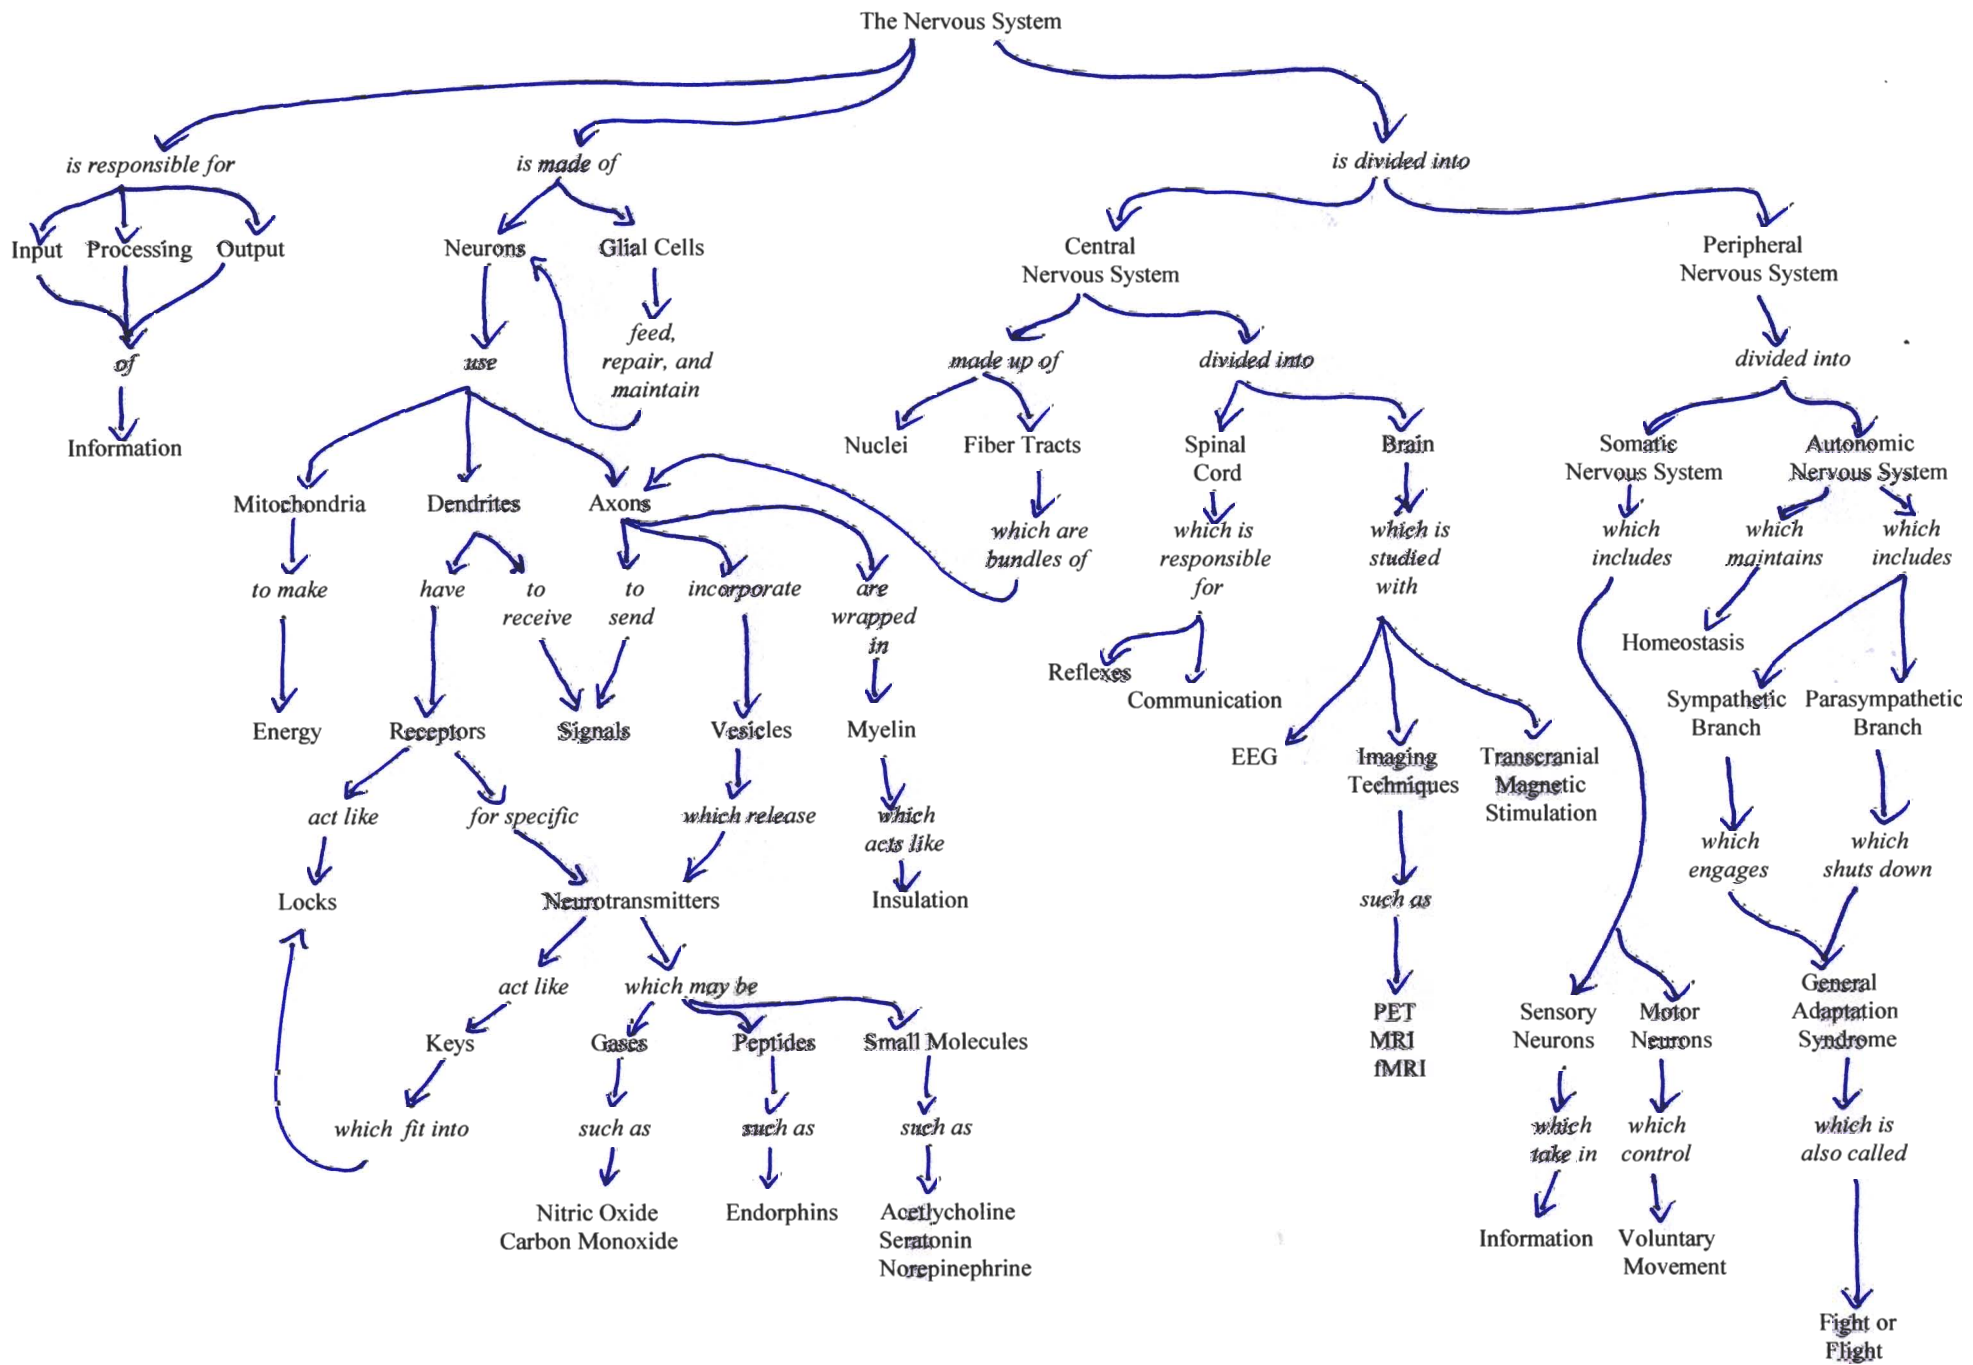 The Nervous System
is responsible for
is made of
is divided into
Input
Processing
Output
Neurons
Glial Cells
Central
Nervous System
Peripheral
Nervous System
of
use
feed,
repair, and
maintain
made up of
divided into
divided into
Information
Nuclei
Fiber Tracts
Spinal
Cord
Brain
Somatic
Nervous System
Autonomic
Nervous System
Mitochondria
Dendrites
Axons
which are
bundles of
which is
responsible
for
which is
studied
with
which
includes
which
maintains
which
includes
to make
have
to
receive
to
send
incorporate
are
wrapped
in
Reflexes
Communication
Homeostasis
Sympathetic
Branch
Parasympathetic
Branch
Energy
Receptors
Signals
Vesicles
Myelin
EEG
Imaging
Techniques
Transcranial
Magnetic
Stimulation
act like
for specific
which release
which
acts like
which
engages
which
shuts down
Locks
Neurotransmitters
Insulation
such as
act like
which may be
PET
MRI
fMRI
Sensory
Neurons
Motor
Neurons
General
Adaptation
Syndrome
Keys
Gases
Peptides
Small Molecules
which fit into
such as
such as
such as
which
take in
which
control
which is
also called
Nitric Oxide
Carbon Monoxide
Endorphins
Acetlycholine
Seratonin
Norepinephrine
Information
Voluntary
Movement
Fight or
Flight